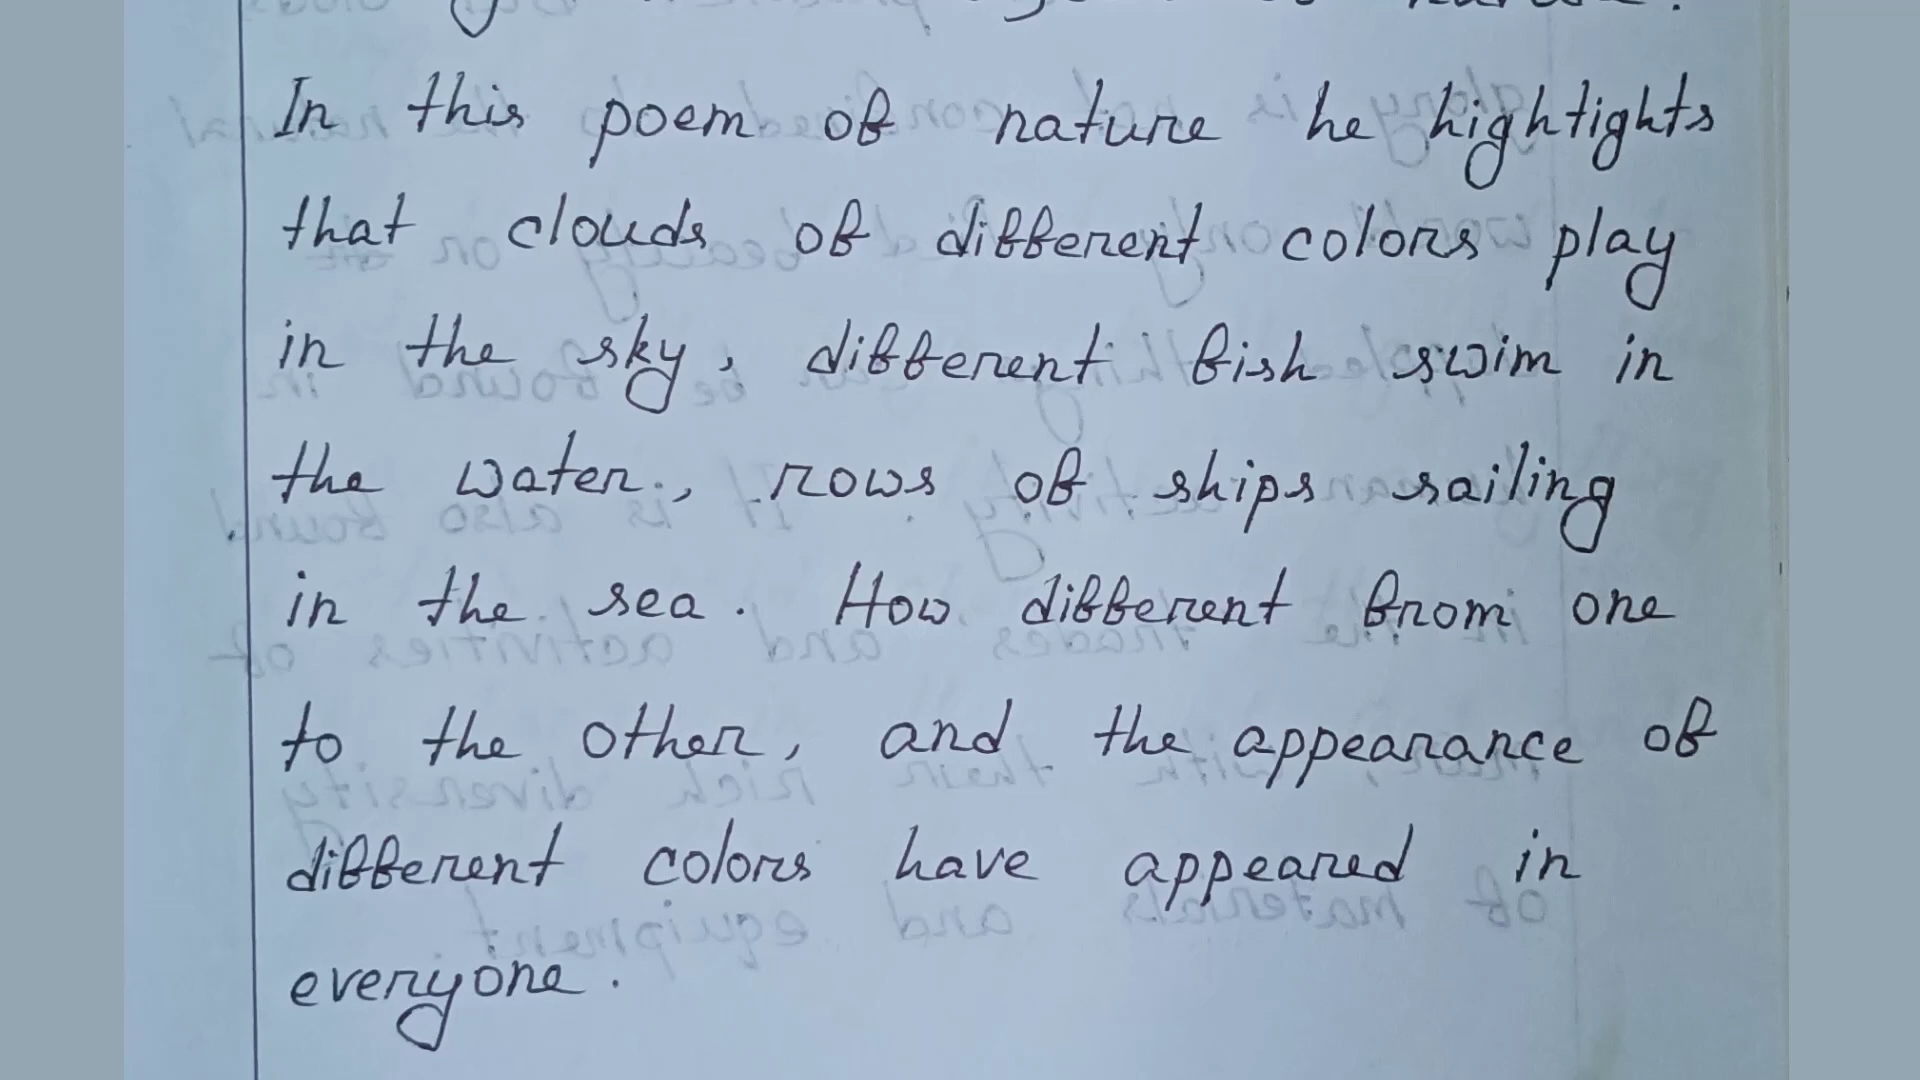 In this poem of nature he hightights
that clouds of different colors play
in the sky, different fish swim in
the water, rows of ships sailing
in the sea. How different from one
to the other, and the appearance of
different colors have appeared in
everyone.